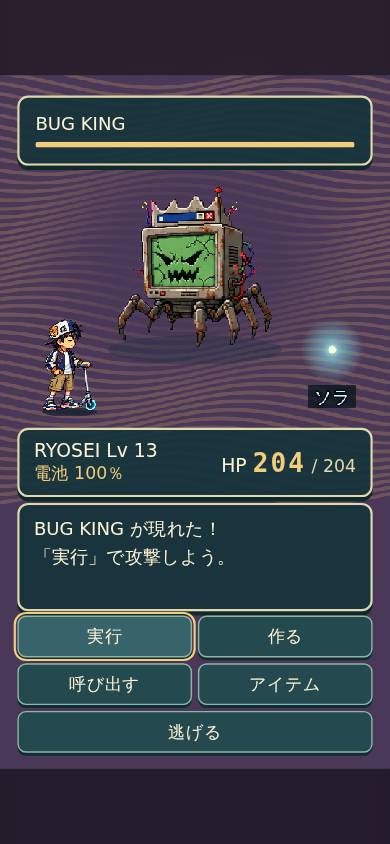 BUG KING
ソラ
RYOSEI Lv 13
電池 100%
HP 204 / 204
BUG KING が現れた！
「実行」で攻撃しよう。
実行
作る
呼び出す
アイテム
逃げる